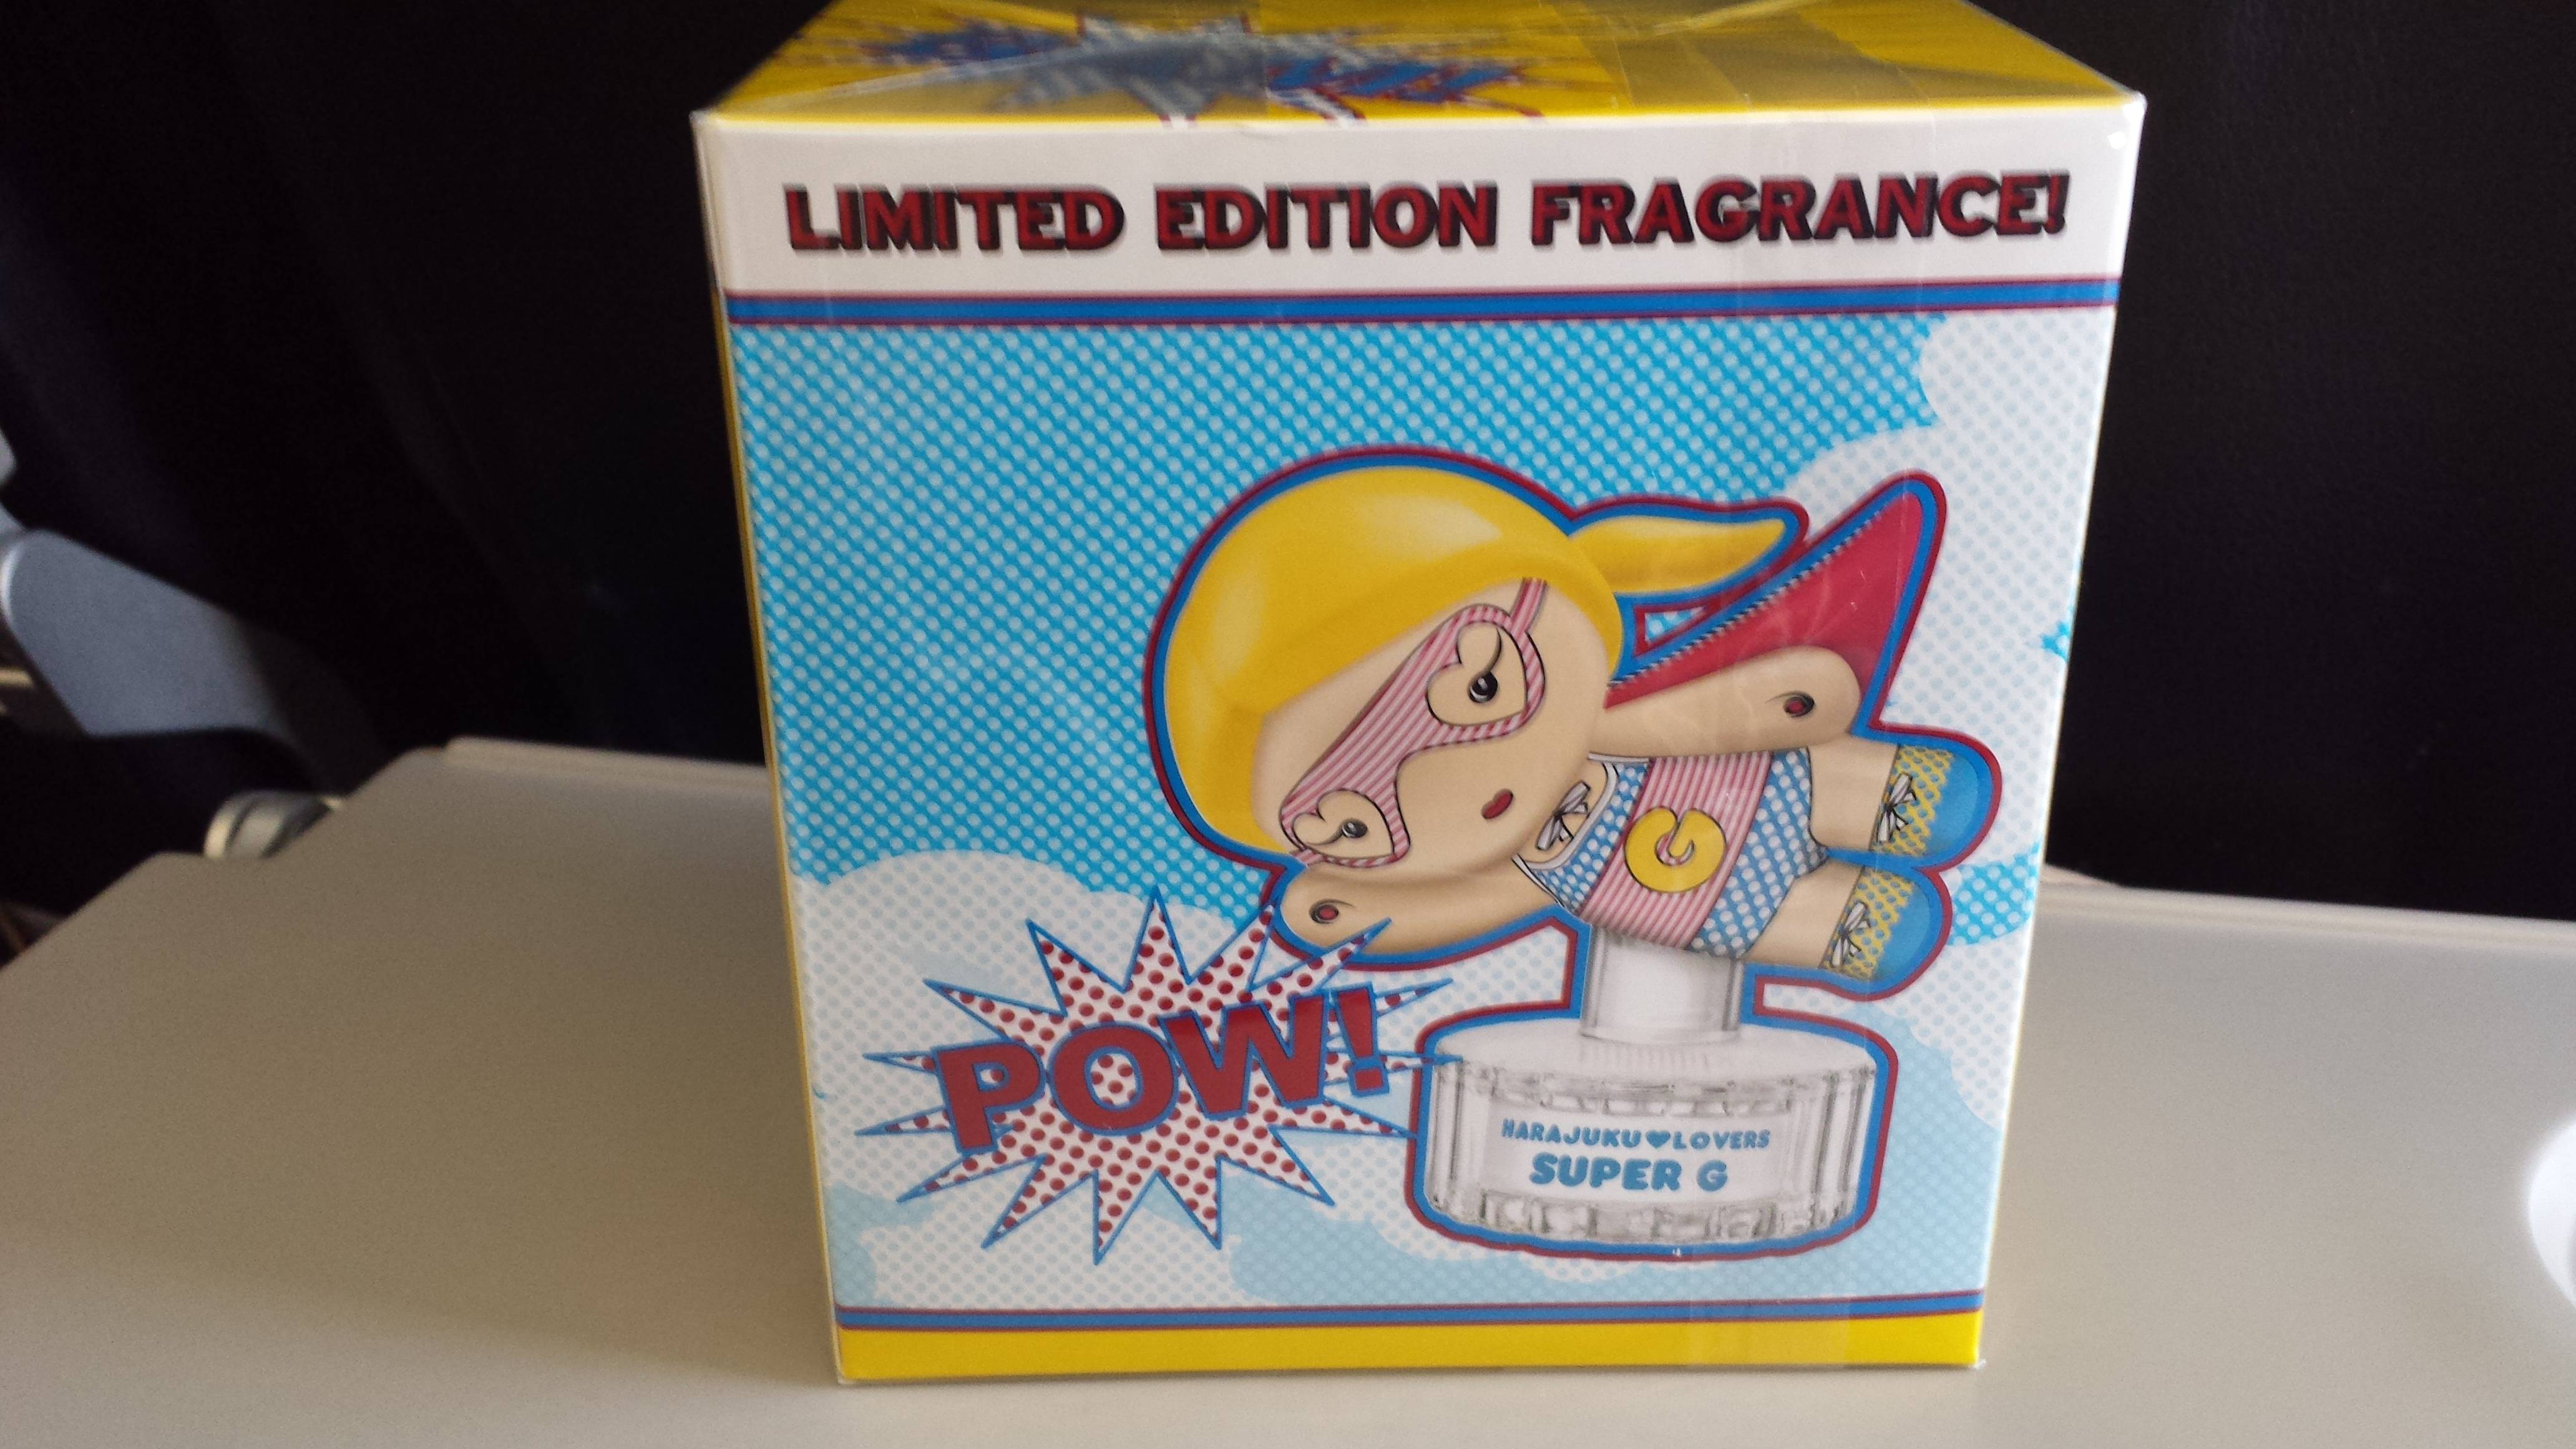 LIMITED EDITION FRAGRANCE!
G
POW!
HARAJUKU♥LOVERS
SUPER G